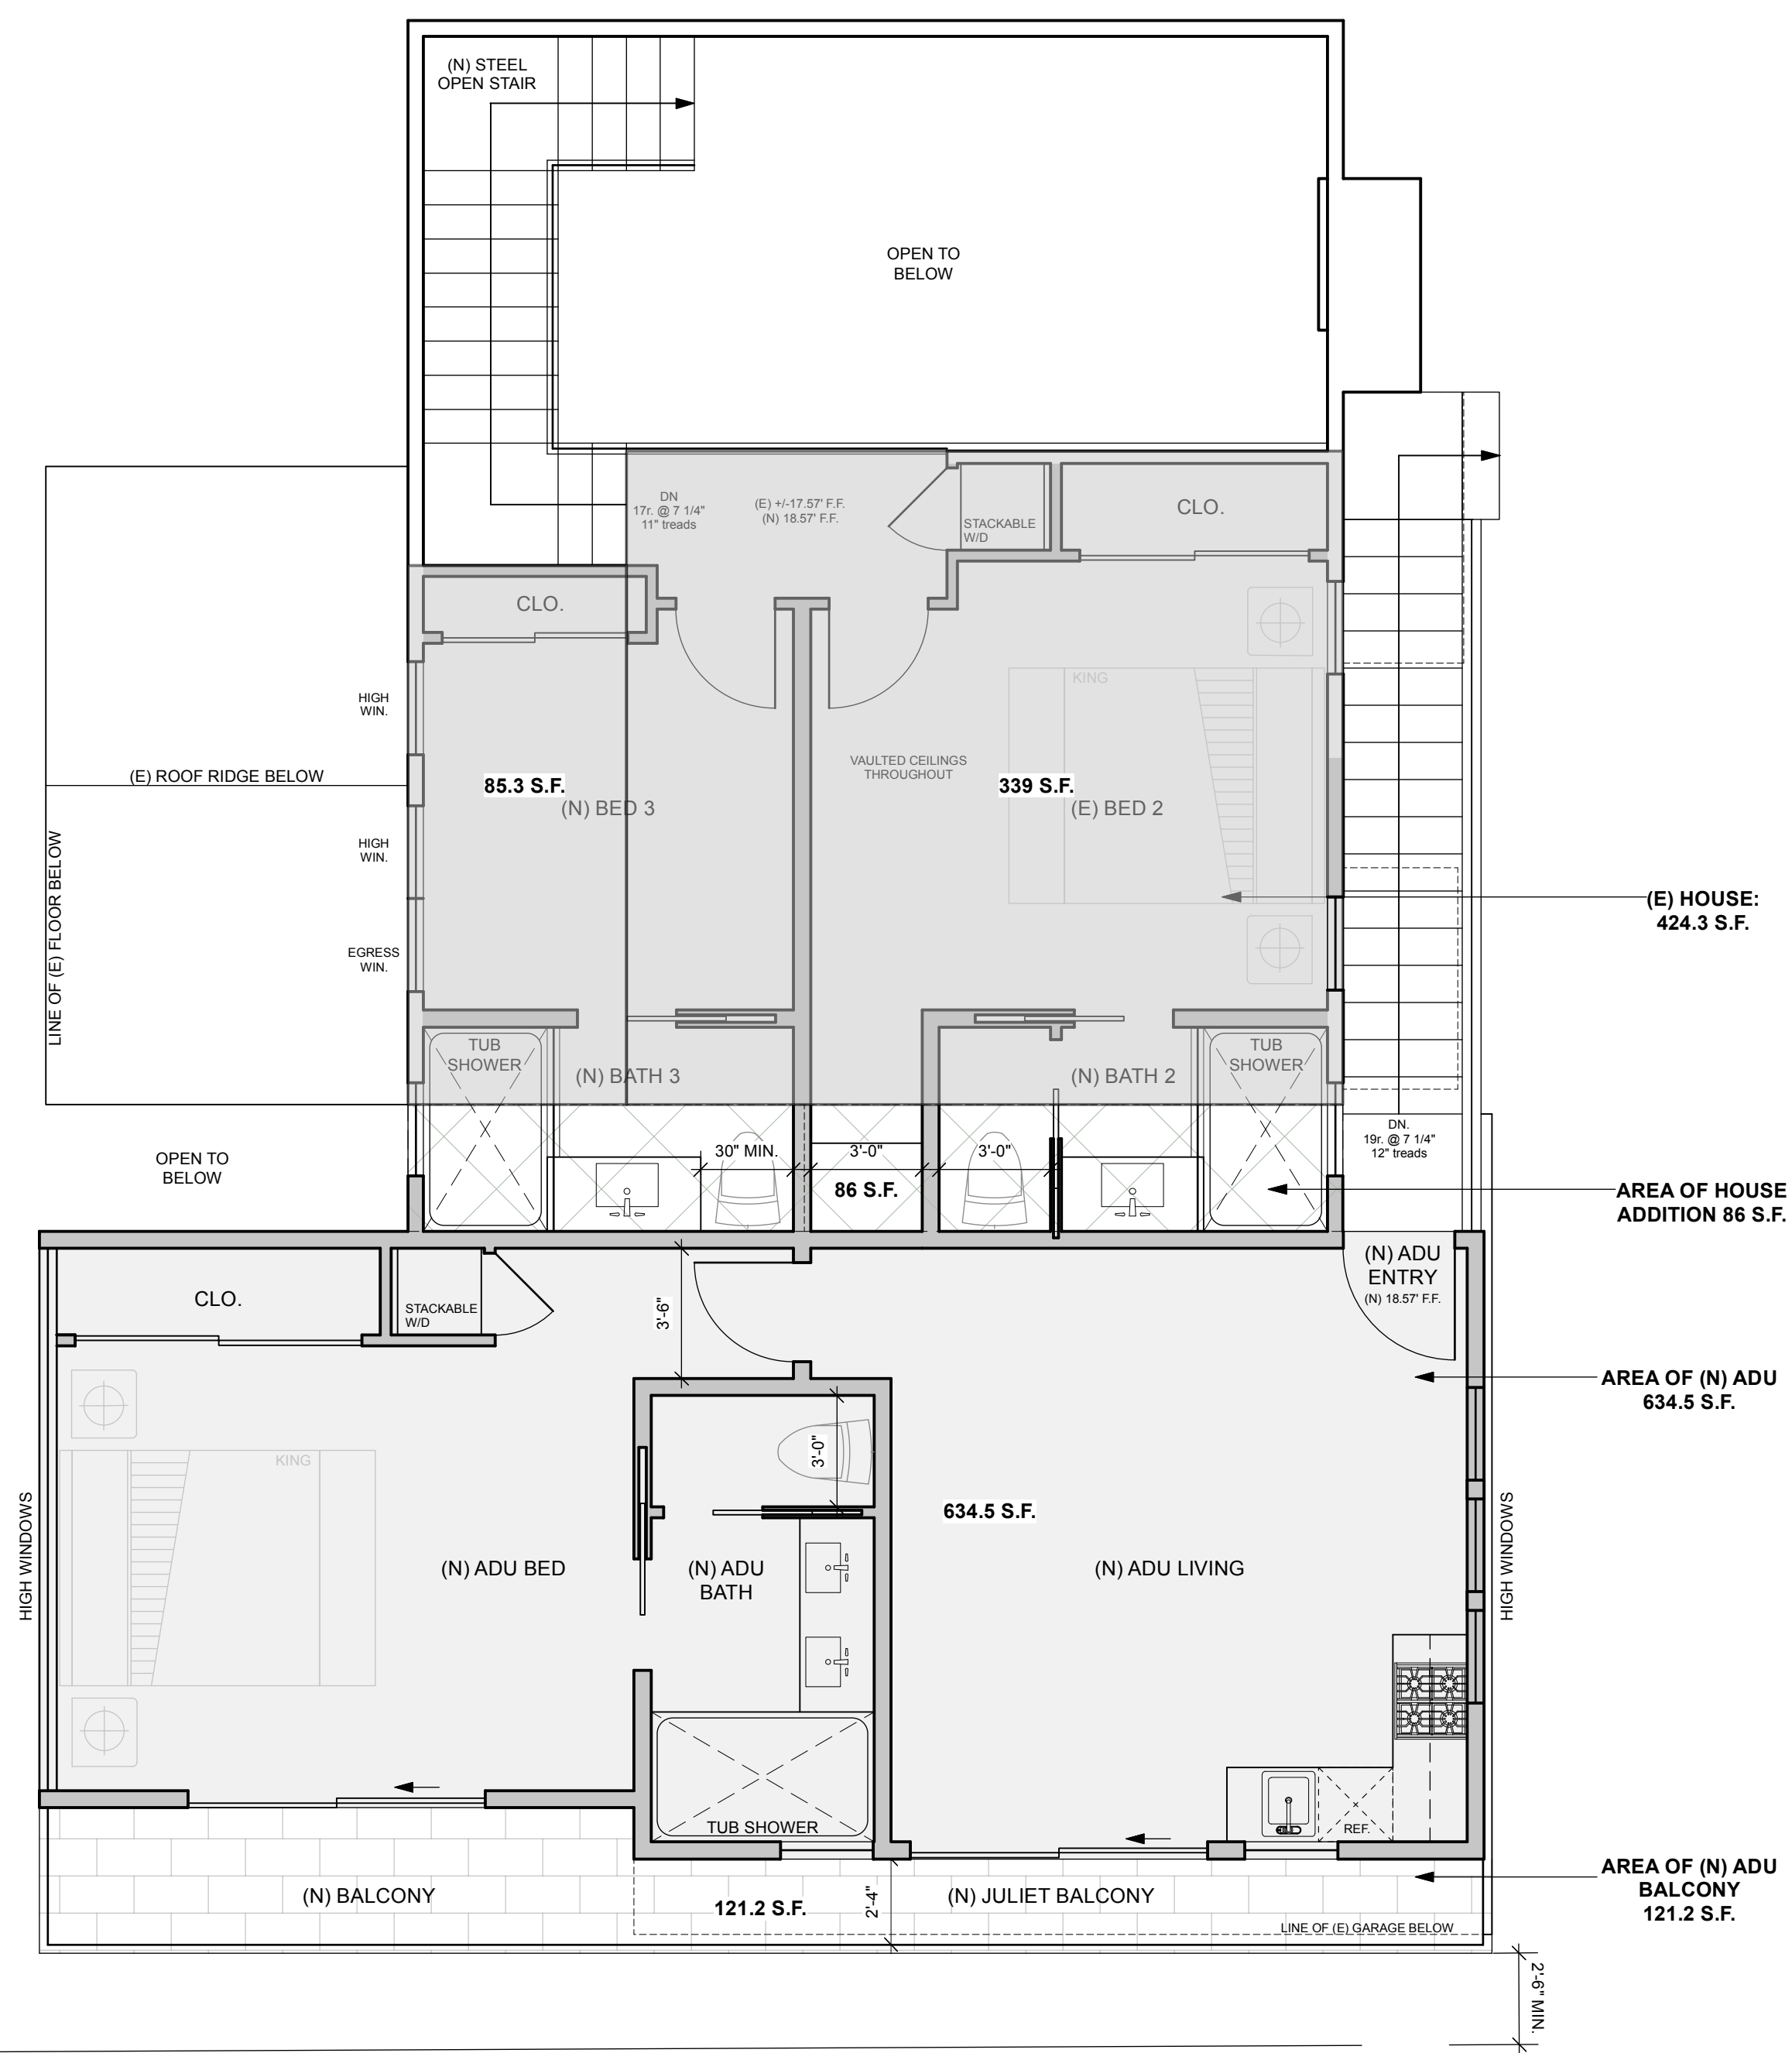 (N) STEEL
OPEN STAIR
OPEN TO
BELOW
DN
17r. @ 7 1/4"
11" treads
(E) +/-17.57' F.F.
(N) 18.57' F.F.
STACKABLE
W/D
CLO.
CLO.
KING
HIGH
WIN.
VAULTED CEILINGS
THROUGHOUT
(E) ROOF RIDGE BELOW
85.3 S.F.
(N) BED 3
339 S.F.
(E) BED 2
HIGH
WIN.
LINE OF (E) FLOOR BELOW
(E) HOUSE:
424.3 S.F.
EGRESS
WIN.
TUB
SHOWER
(N) BATH 3
(N) BATH 2
TUB
SHOWER
OPEN TO
BELOW
30" MIN.
3'-0"
3'-0"
DN.
19r. @ 7 1/4"
12" treads
86 S.F.
AREA OF HOUSE
ADDITION 86 S.F.
CLO.
STACKABLE
W/D
3'-6"
(N) ADU
ENTRY
(N) 18.57' F.F.
AREA OF (N) ADU
634.5 S.F.
KING
3'-0"
634.5 S.F.
HIGH WINDOWS
(N) ADU BED
(N) ADU
BATH
(N) ADU LIVING
HIGH WINDOWS
TUB SHOWER
REF.
(N) BALCONY
121.2 S.F.
2'-4"
(N) JULIET BALCONY
LINE OF (E) GARAGE BELOW
AREA OF (N) ADU
BALCONY
121.2 S.F.
2'-6" MIN.